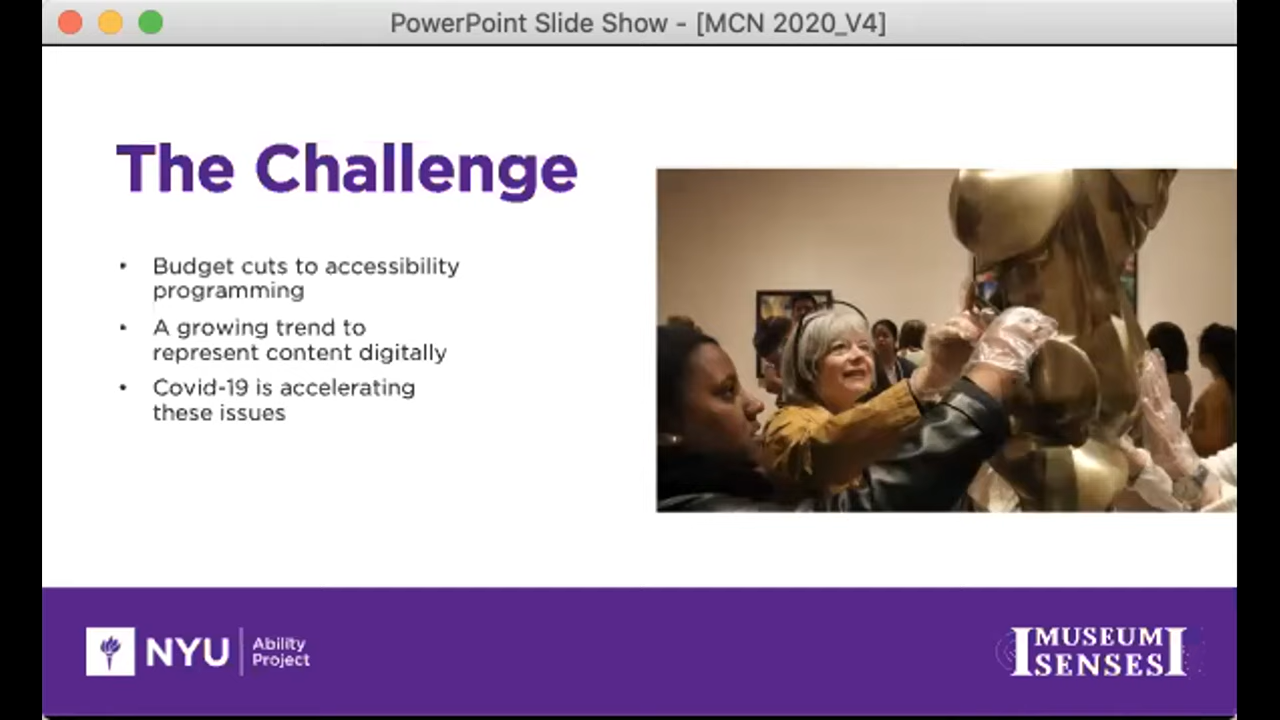 PowerPoint Slide Show - [MCN 2020_V4]
The Challenge
• Budget cuts to accessibility
programming
• A growing trend to
represent content digitally
• Covid-19 is accelerating
these issues
NYU
Ability
Project
MUSEUM
SENSES